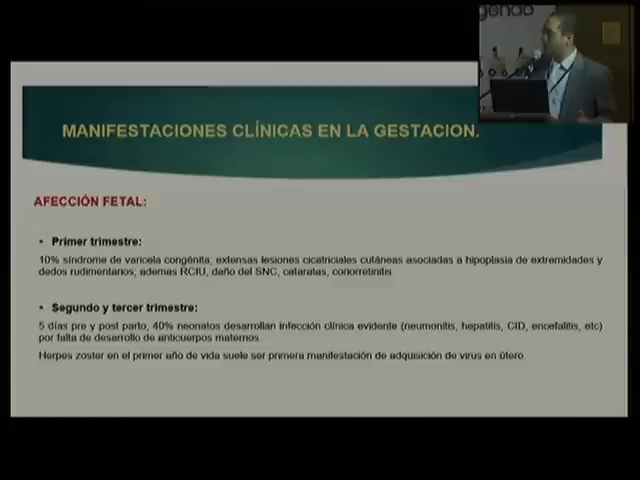 gendo
MANIFESTACIONES CLÍNICAS EN LA GESTACION.
AFECCIÓN FETAL:
• Primer trimestre:
10% síndrome de varicela congénita; extensas lesiones cicatriciales cutáneas asociadas a hipoplasia de extremidades y
dedos rudimentarios; ademas RCIU, daño del SNC, cataratas, coriorretinitis.
• Segundo y tercer trimestre:
5 días pre y post parto, 40% neonatos desarrollan infección clínica evidente (neumonitis, hepatitis, CID, encefalitis, etc)
por falta de desarrollo de anticuerpos maternos.
Herpes zoster en el primer año de vida suele ser primera manifestación de adquisición de virus en útero.